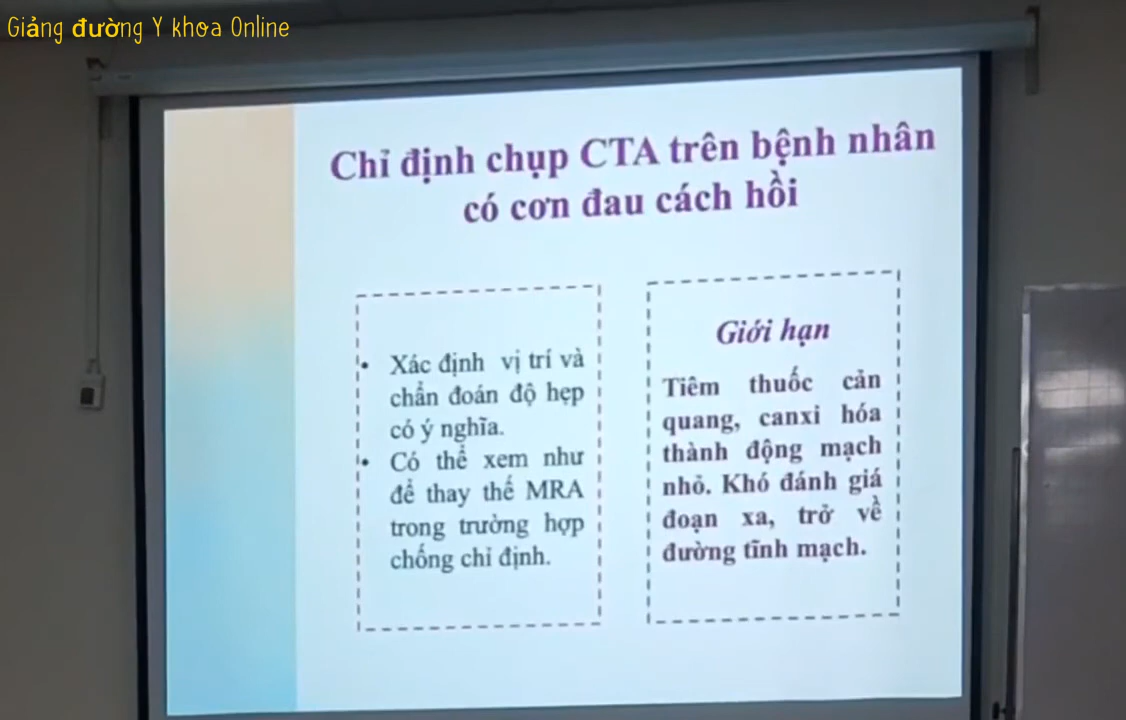 Giảng đường Y khoa Online
Chỉ định chụp CTA trên bệnh nhân
có cơn đau cách hồi
• Xác định vị trí và
chẩn đoán độ hẹp
có ý nghĩa.
• Có thể xem như
để thay thế MRA
trong trường hợp
chống chỉ định.
Giới hạn
Tiêm thuốc cản
quang, canxi hóa
thành động mạch
nhỏ. Khó đánh giá
đoạn xa, trở về
đường tĩnh mạch.